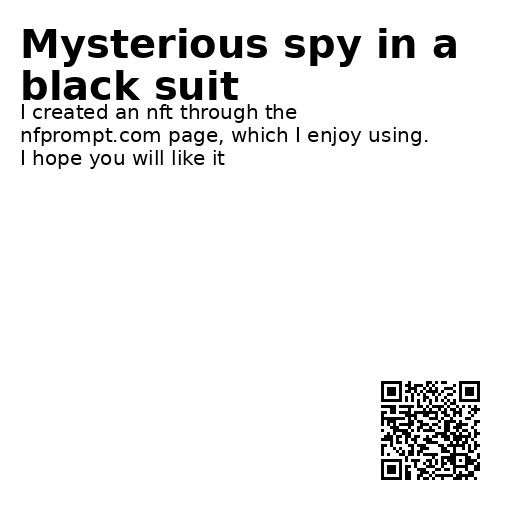 Mysterious spy in a
black suit
I created an nft through the
nfprompt.com page, which I enjoy using.
I hope you will like it